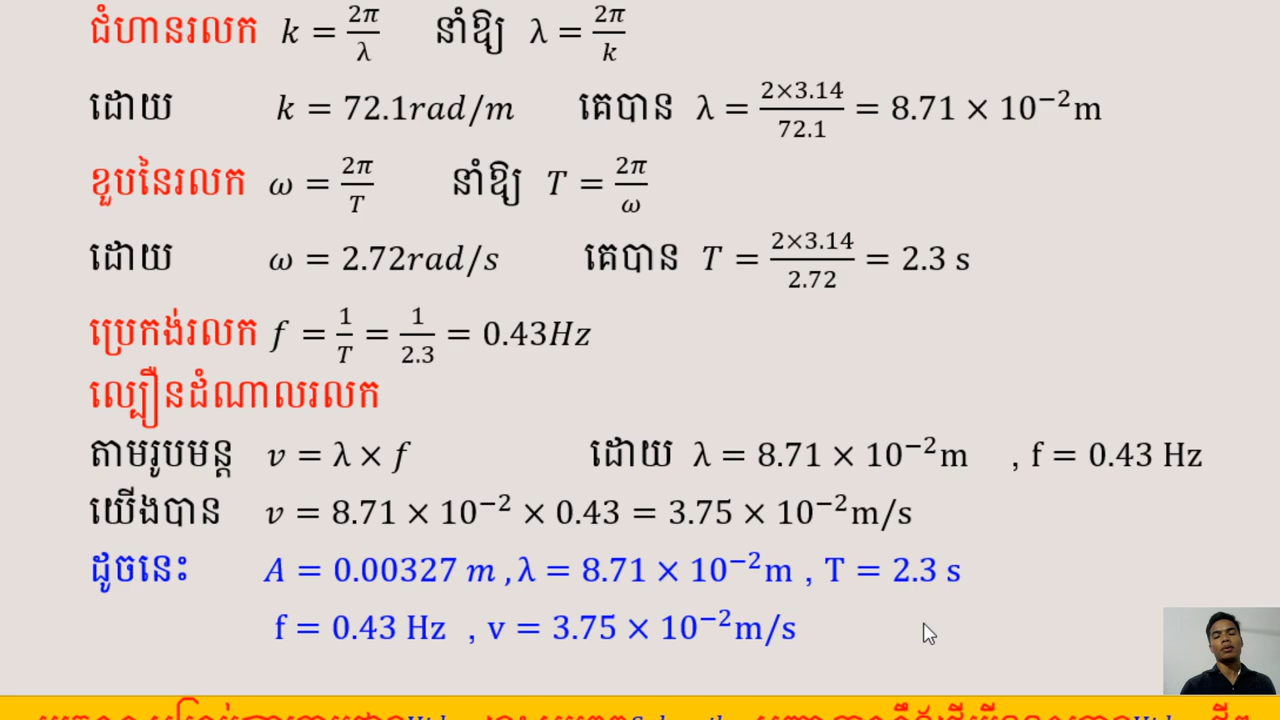 ជំហានរលក k = 2π/λ នាំឱ្យ λ = 2π/k
ដោយ k = 72.1rad/m គេបាន λ = 2×3.14/72.1 = 8.71 × 10⁻²m
ខួបនៃរលក ω = 2π/T នាំឱ្យ T = 2π/ω
ដោយ ω = 2.72rad/s គេបាន T = 2×3.14/2.72 = 2.3 s
ប្រេកង់រលក f = 1/T = 1/2.3 = 0.43Hz
ល្បឿនដំណាលរលក
តាមរូបមន្ត v = λ × f ដោយ λ = 8.71 × 10⁻²m , f = 0.43 Hz
យើងបាន v = 8.71 × 10⁻² × 0.43 = 3.75 × 10⁻²m/s
ដូចនេះ A = 0.00327 m , λ = 8.71 × 10⁻²m , T = 2.3 s
f = 0.43 Hz , v = 3.75 × 10⁻²m/s